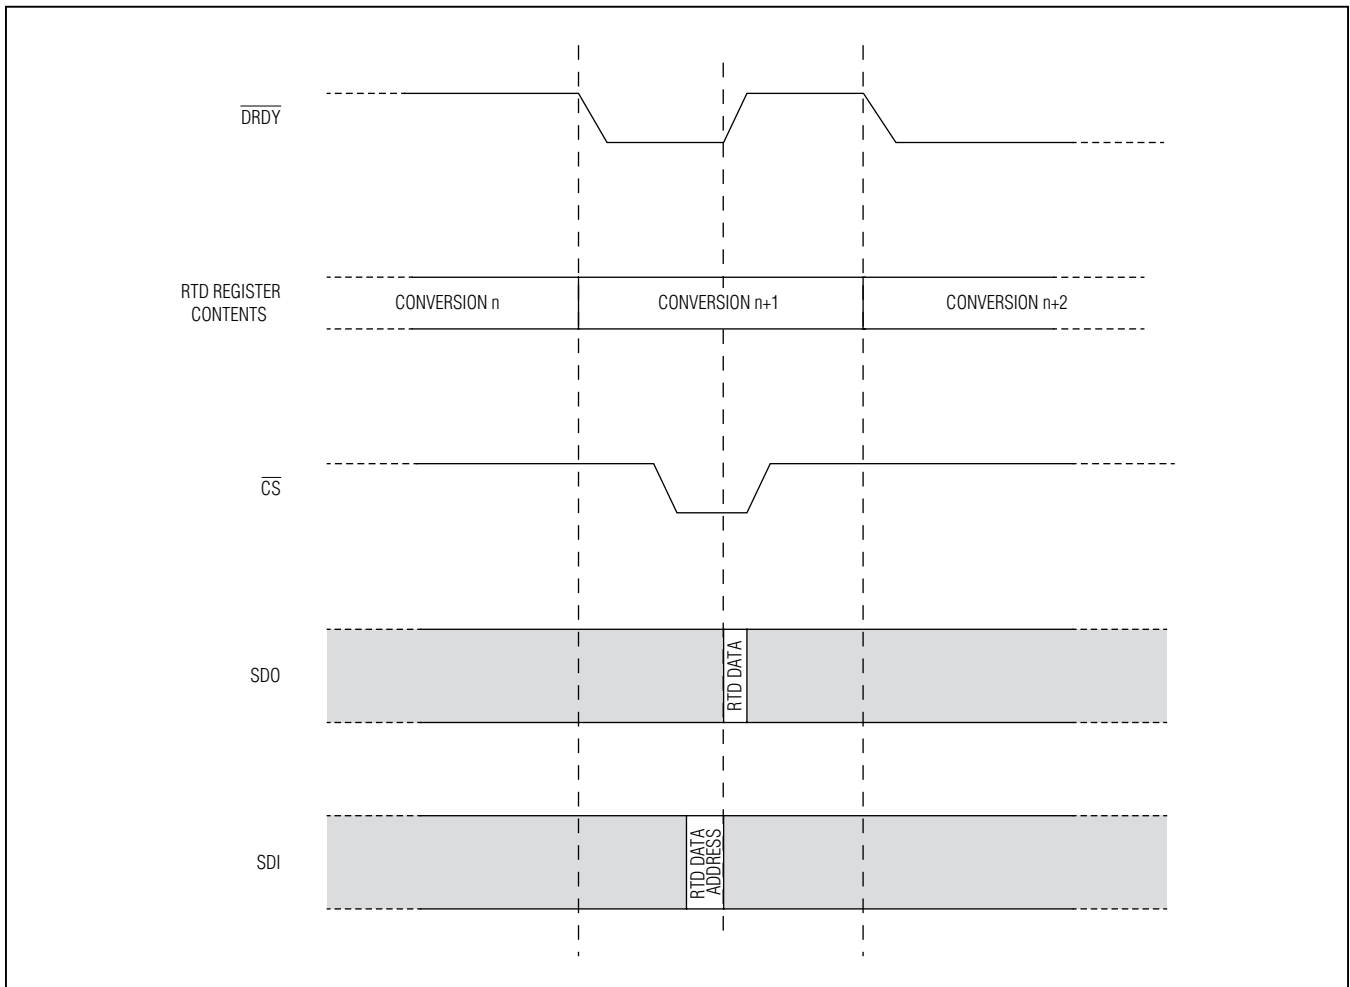 DRDY
RTD REGISTER
CONTENTS
CONVERSION n
CONVERSION n+1
CONVERSION n+2
CS
SDO
RTD DATA
SDI
RTD DATA
ADDRESS